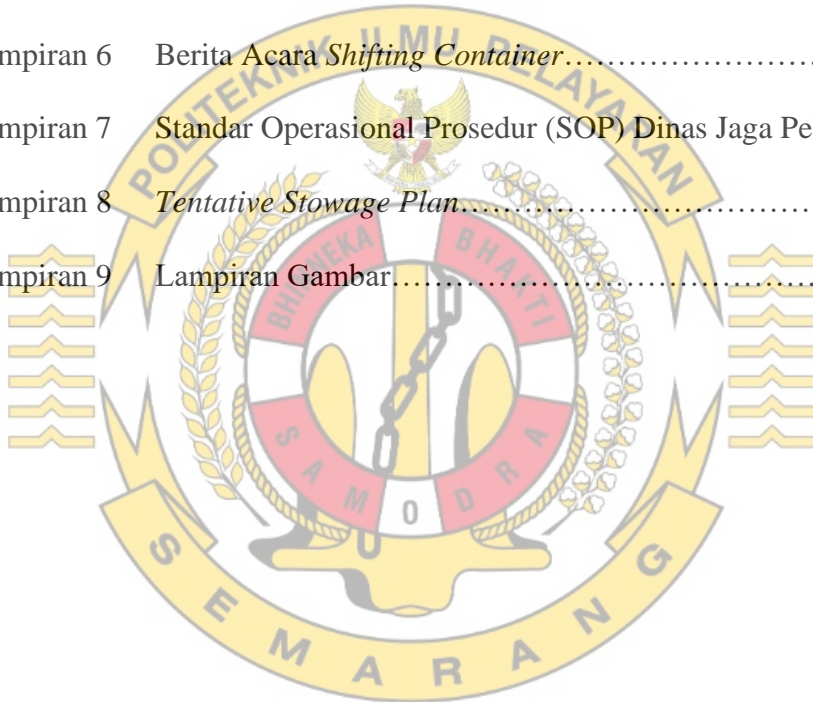 mpiran 6 Berita Acara Shifting Container……………………
mpiran 7 Standar Operasional Prosedur (SOP) Dinas Jaga Pe
mpiran 8 Tentative Stowage Plan……………………………
mpiran 9 Lampiran Gambar……………………………………
POLITEKNIK ILMU PELAYARAN
BHINNEKA BHAKTI
SAMODRA
SEMARANG